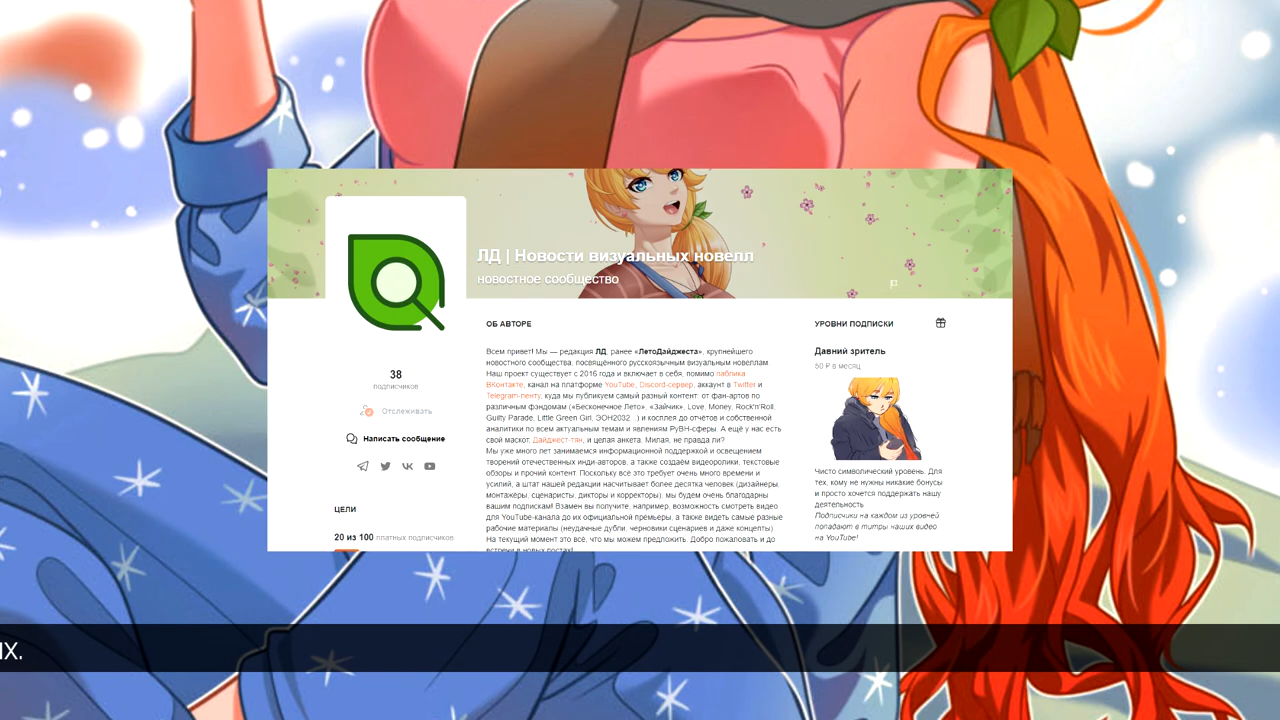 ЛД | Новости визуальных новелл
новостное сообщество
38
подписчиков
Отслеживать
Написать сообщение
ЦЕЛИ
20 из 100 платных подписчиков
ОБ АВТОРЕ
Всем привет! Мы — редакция ЛД, ранее «ЛетоДайджеста», крупнейшего
новостного сообщества, посвящённого русскоязычным визуальным новеллам.
Наш проект существует с 2016 года и включает в себя, помимо паблика
ВКонтакте, канал на платформе YouTube, Discord-сервер, аккаунт в Twitter и
Telegram-ленту, куда мы публикуем самый разный контент: от фан-артов по
различным фэндомам («Бесконечное Лето», «Зайчик», Love, Money, Rock'n'Roll,
Guilty Parade, Little Green Girl, ЭОН2032...) и косплея до отчётов и собственной
аналитики по всем актуальным темам и явлениям РуВН-сферы. А ещё у нас есть
свой маскот, Дайджест-тян, и целая анкета. Милая, не правда ли?
Мы уже много лет занимаемся информационной поддержкой и освещением
творений отечественных инди-авторов, а также создаём видеоролики, текстовые
обзоры и прочий контент. Поскольку всё это требует очень много времени и
усилий, а штат нашей редакции насчитывает более десятка человек (дизайнеры,
монтажёры, сценаристы, дикторы и корректоры), мы будем очень благодарны
вашим подпискам! Взамен вы получите, например, возможность смотреть видео
для YouTube-канала до их официальной премьеры, а также видеть самые разные
рабочие материалы (неудачные дубли, черновики сценариев и даже концепты).
На текущий момент это всё, что мы можем предложить. Добро пожаловать и до
встречи в новых постах!
УРОВНИ ПОДПИСКИ
Давний зритель
50 ₽ в месяц
Чисто символический уровень. Для
тех, кому не нужны никакие бонусы
и просто хочется поддержать нашу
деятельность.
Подписчики на каждом из уровней
попадают в титры наших видео
на YouTube!
ІХ.